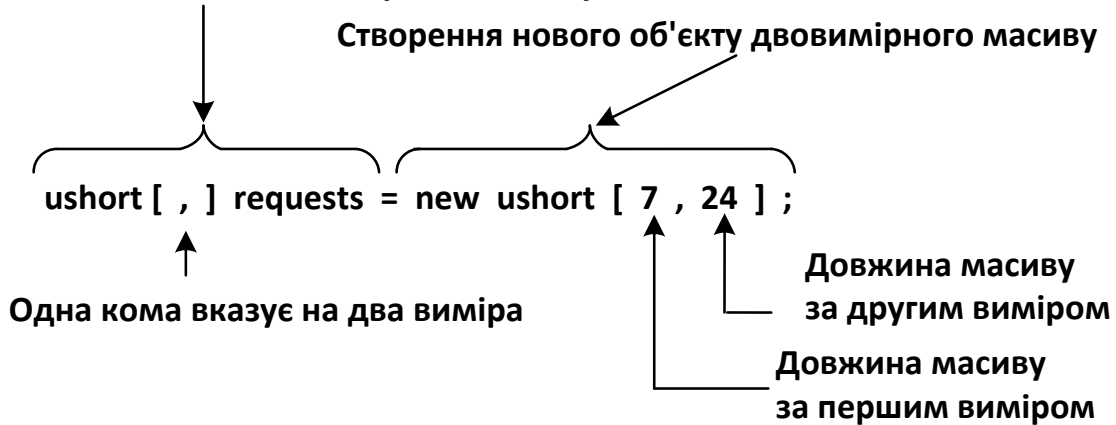 Створення нового об'єкту двовимірного масиву
ushort [ , ] requests = new ushort [ 7 , 24 ] ;
Одна кома вказує на два виміра
Довжина масиву
за другим виміром
Довжина масиву
за першим виміром